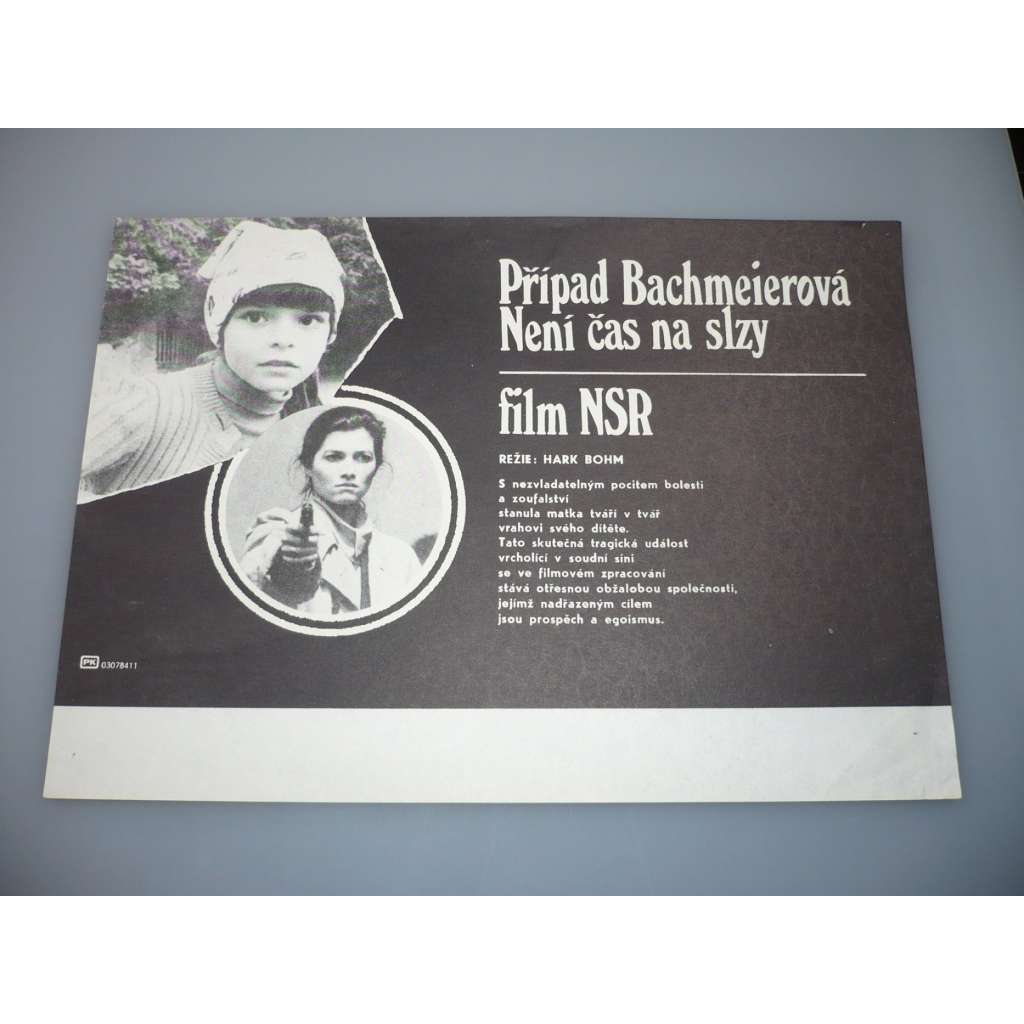 Případ Bachmeierová
Není čas na slzy
film NSR
REŽIE: HARK BOHM
S nezvladatelným pocitem bolesti
a zoufalství
stanula matka tváří v tvář
vrahovi svého dítěte.
Tato skutečná tragická událost
vrcholící v soudní síni
se ve filmovém zpracování
stává otřesnou obžalobou společnosti,
jejímž nadřazeným cílem
jsou prospěch a egoismus.
PK 03078411